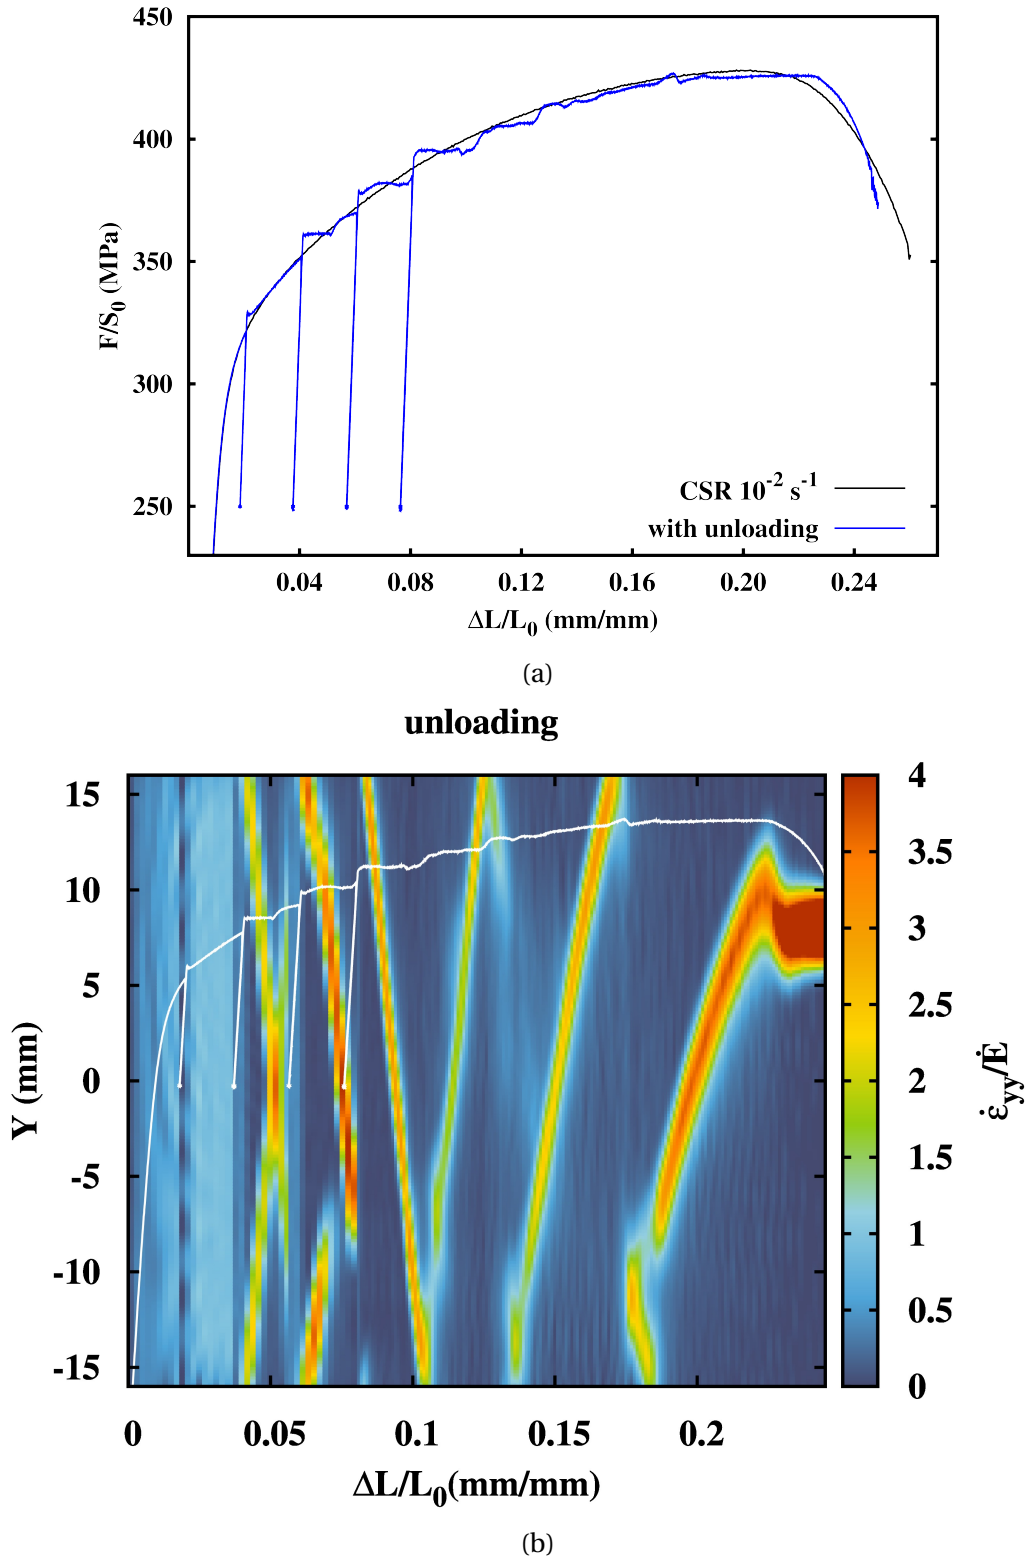 450
400
350
300
250
F/S0 (MPa)
CSR 10-2 s-1
with unloading
0.04 0.08 0.12 0.16 0.20 0.24
ΔL/L0 (mm/mm)
(a)
unloading
15
10
5
0
-5
-10
-15
Y (mm)
0 0.05 0.1 0.15 0.2
ΔL/L0(mm/mm)
4
3.5
3
2.5
2
1.5
1
0.5
0
ε̇yy/Ė
(b)